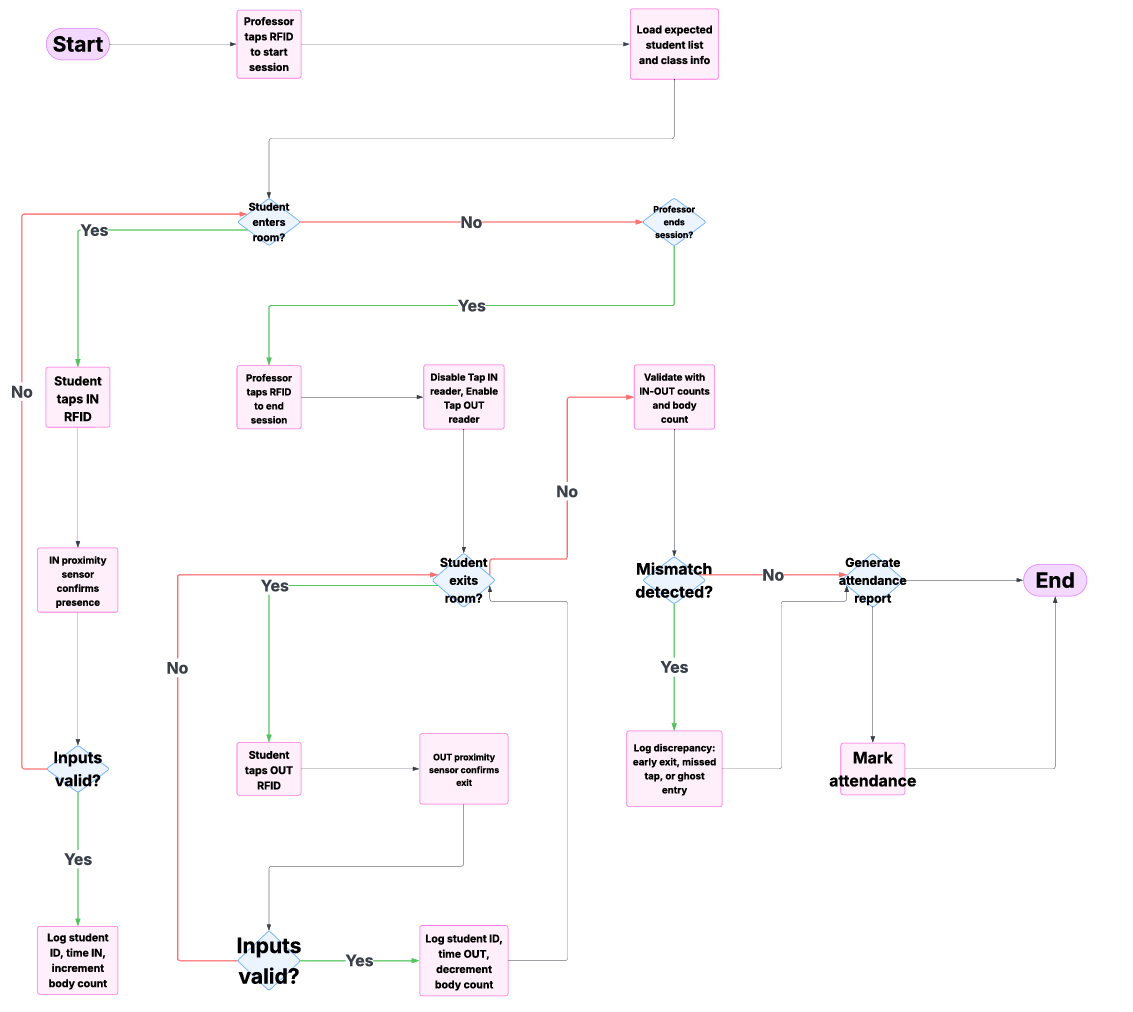 Start
Professor
taps RFID
to start
session
Load expected
student list
and class info
Student
enters
room?
No
Professor
ends
session?
Yes
Yes
No
Student
taps IN
RFID
Professor
taps RFID
to end
session
Disable Tap IN
reader, Enable
Tap OUT
reader
Validate with
IN-OUT counts
and body
count
No
IN proximity
sensor
confirms
presence
Student
exits
room?
Yes
No
Mismatch
detected?
No
Generate
attendance
report
End
Yes
Inputs
valid?
Student
taps OUT
RFID
OUT proximity
sensor confirms
exit
Log discrepancy:
early exit, missed
tap, or ghost
entry
Mark
attendance
Yes
Log student
ID, time IN,
increment
body count
Inputs
valid?
Yes
Log student ID,
time OUT,
decrement
body count